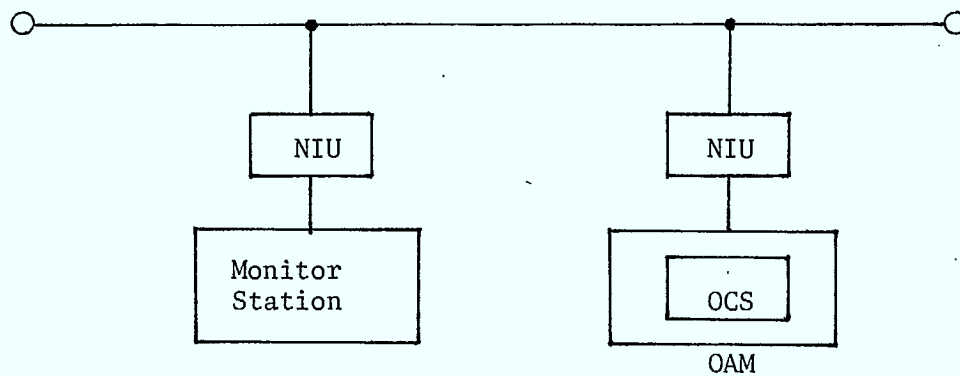 NIU
NIU
Monitor
Station
OCS
OAM